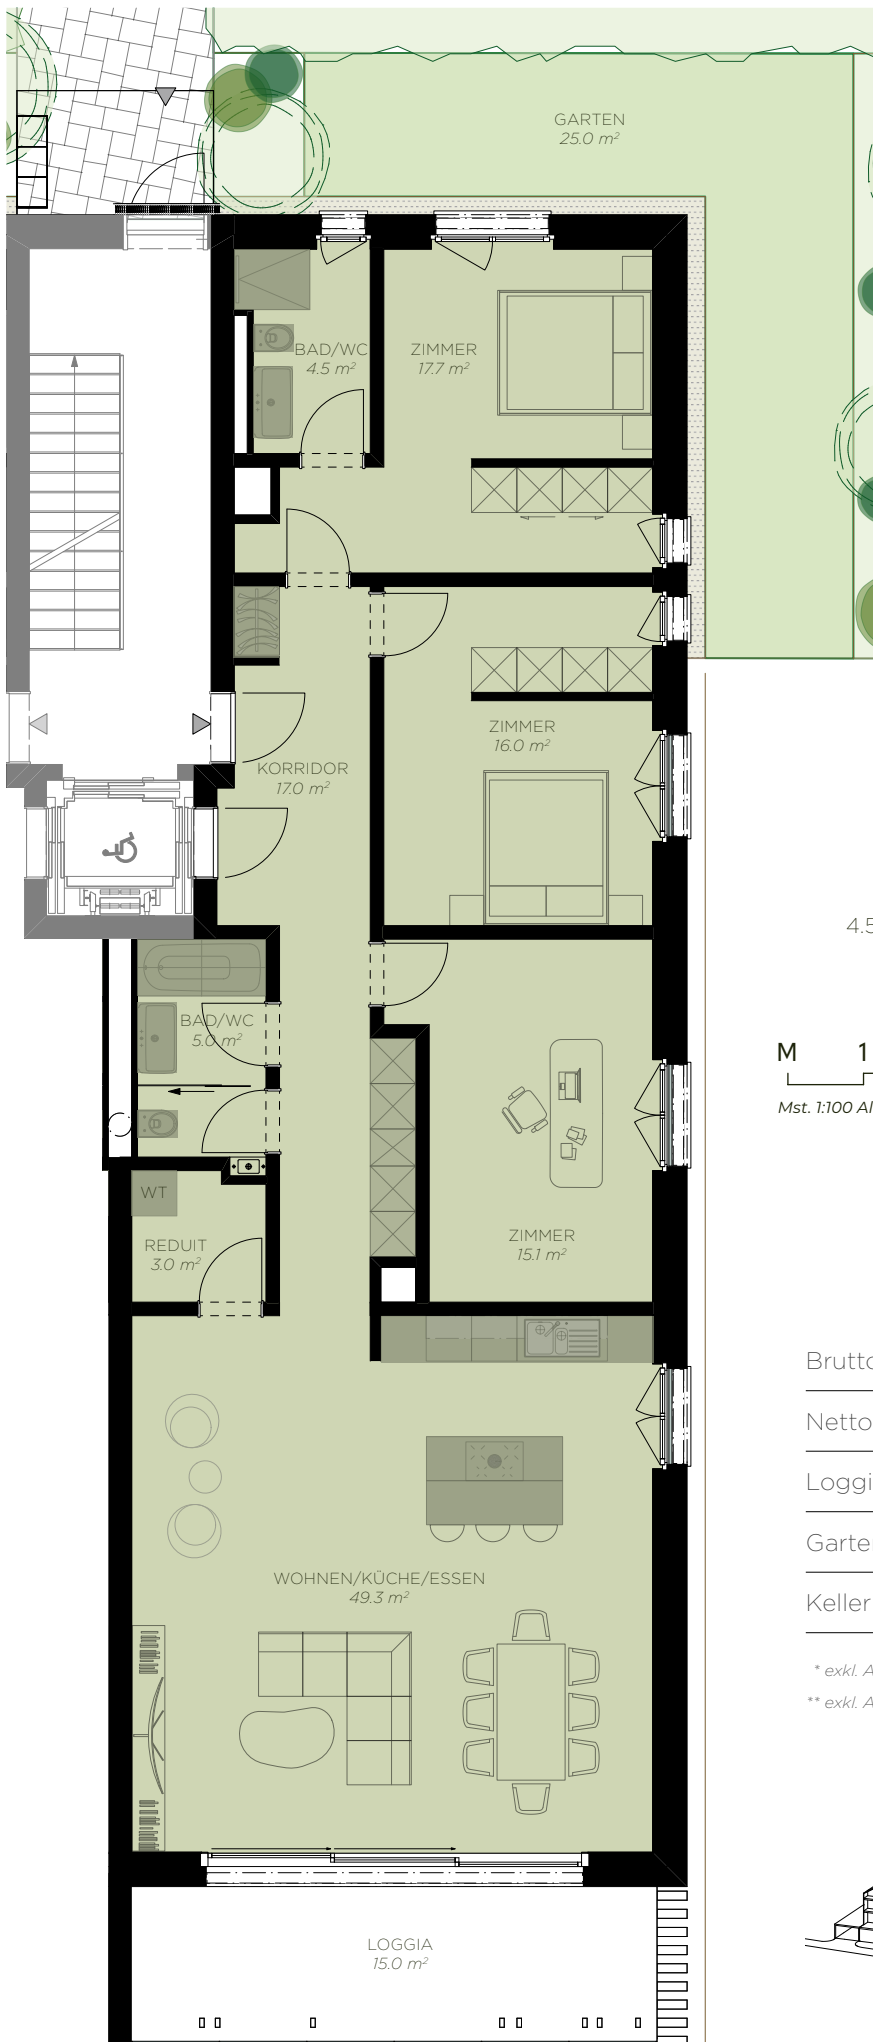 GARTEN
25.0 m²
BAD/WC
4.5 m²
ZIMMER
17.7 m²
ZIMMER
16.0 m²
KORRIDOR
17.0 m²
4.5
BAD/WC
5.0 m²
M 1
Mst. 1:100 Al
WT
REDUIT
3.0 m²
ZIMMER
15.1 m²
Brutto
Netto
Loggi
Garte
Keller
WOHNEN/KÜCHE/ESSEN
49.3 m²
* exkl. A
** exkl. A
LOGGIA
15.0 m²